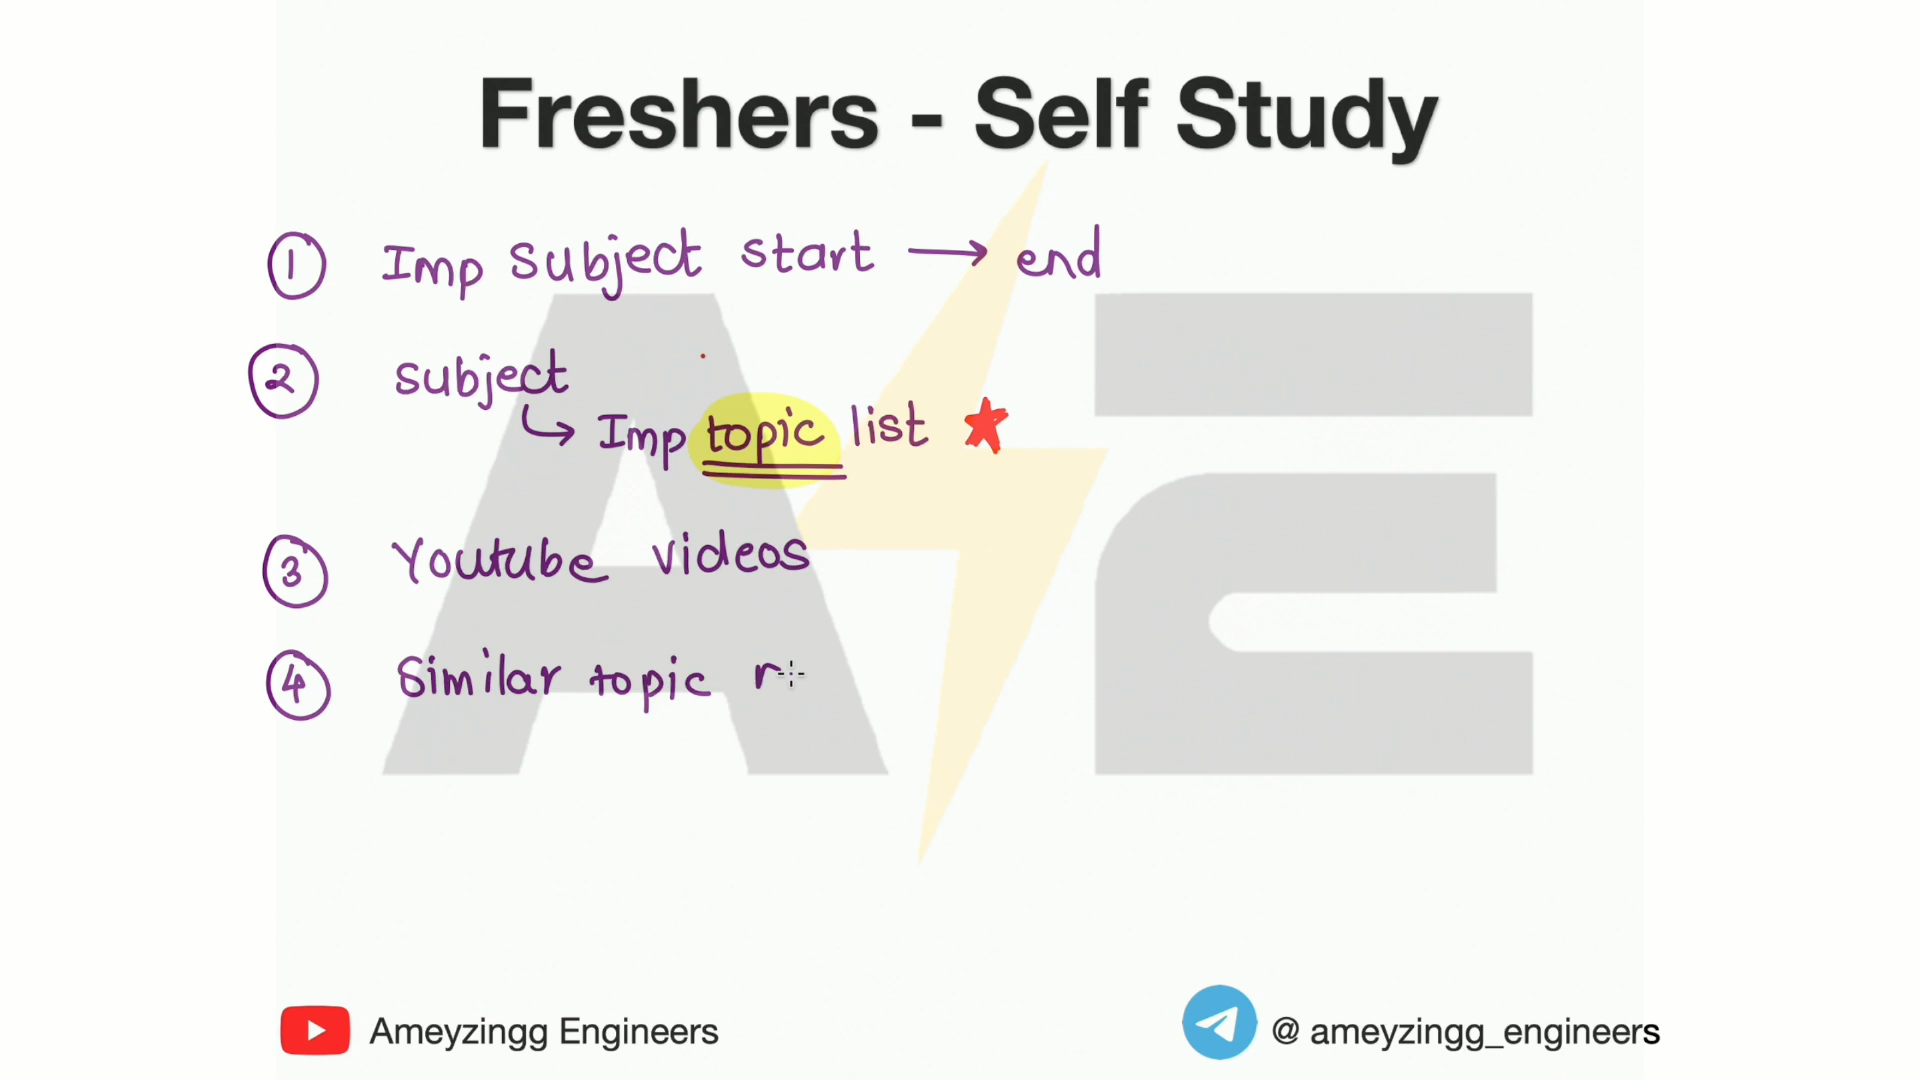 Freshers - Self Study
1 Imp Subject start → end
2 subject
↳ Imp topic list ★
3 Youtube videos
4 Similar topic r
Ameyzingg Engineers
@ ameyzingg_engineers